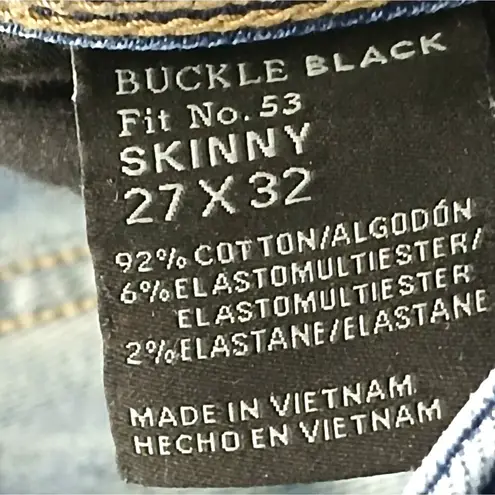 BUCKLE BLACK
Fit No. 53
SKINNY
27 X 32
92% COTTON/ALGODÓN
6% ELASTOMULTIESTER/
ELASTOMULTIESTER
2% ELASTANE/ELASTANE
MADE IN VIETNAM
HECHO EN VIETNAM